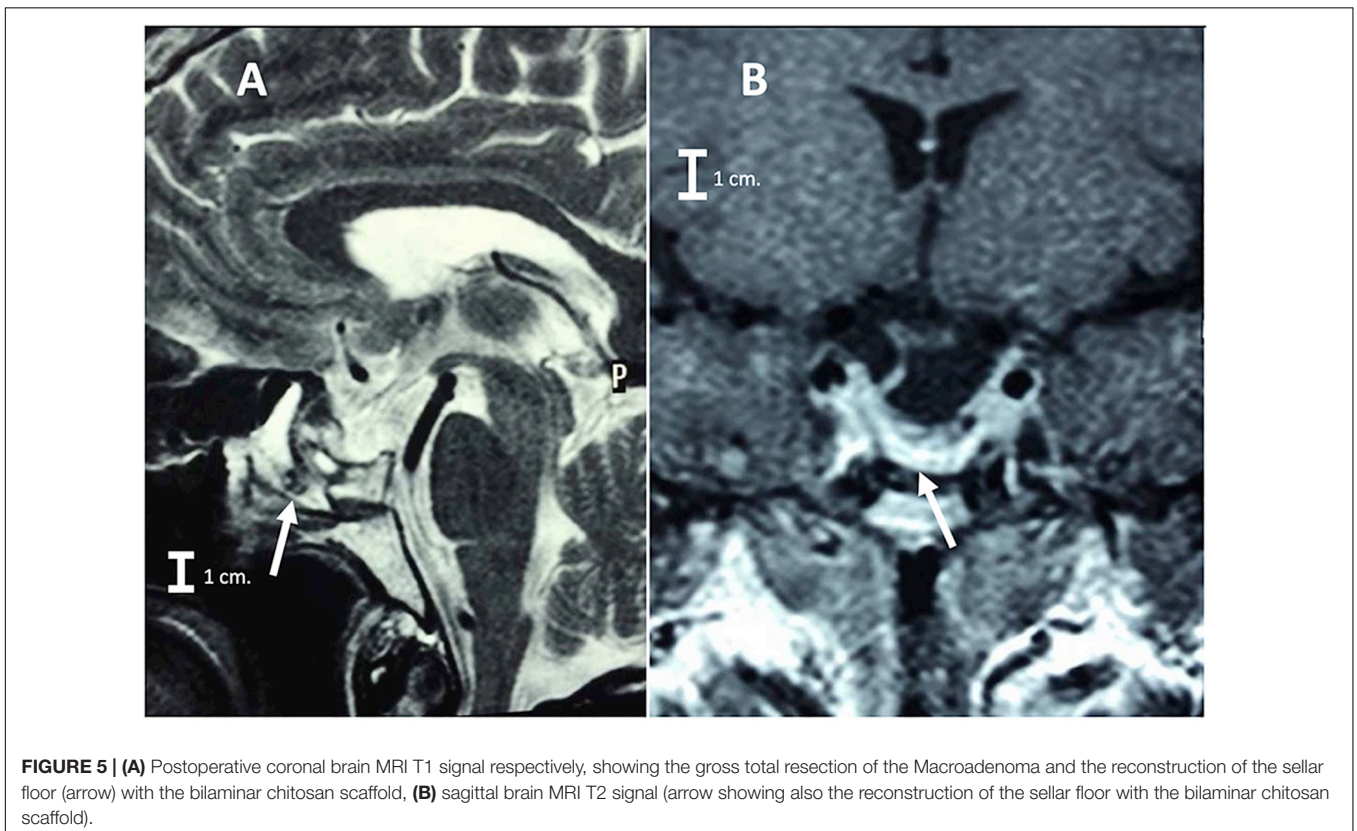 A
B
1 cm.
P
1 cm.
FIGURE 5 | (A) Postoperative coronal brain MRI T1 signal respectively, showing the gross total resection of the Macroadenoma and the reconstruction of the sellar
floor (arrow) with the bilaminar chitosan scaffold, (B) sagittal brain MRI T2 signal (arrow showing also the reconstruction of the sellar floor with the bilaminar chitosan
scaffold).